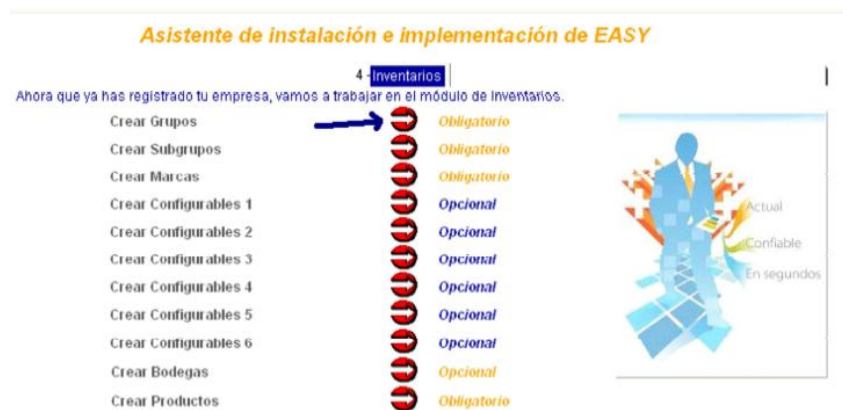 Asistente de instalación e implementación de EASY
4 - Inventarios
Ahora que ya has registrado tu empresa, vamos a trabajar en el módulo de Inventarios.
Crear Grupos Obligatorio
Crear Subgrupos Obligatorio
Crear Marcas Obligatorio
Crear Configurables 1 Opcional
Crear Configurables 2 Opcional
Crear Configurables 3 Opcional
Crear Configurables 4 Opcional
Crear Configurables 5 Opcional
Crear Configurables 6 Opcional
Crear Bodegas Opcional
Crear Productos Obligatorio
Actual
Confiable
En segundos